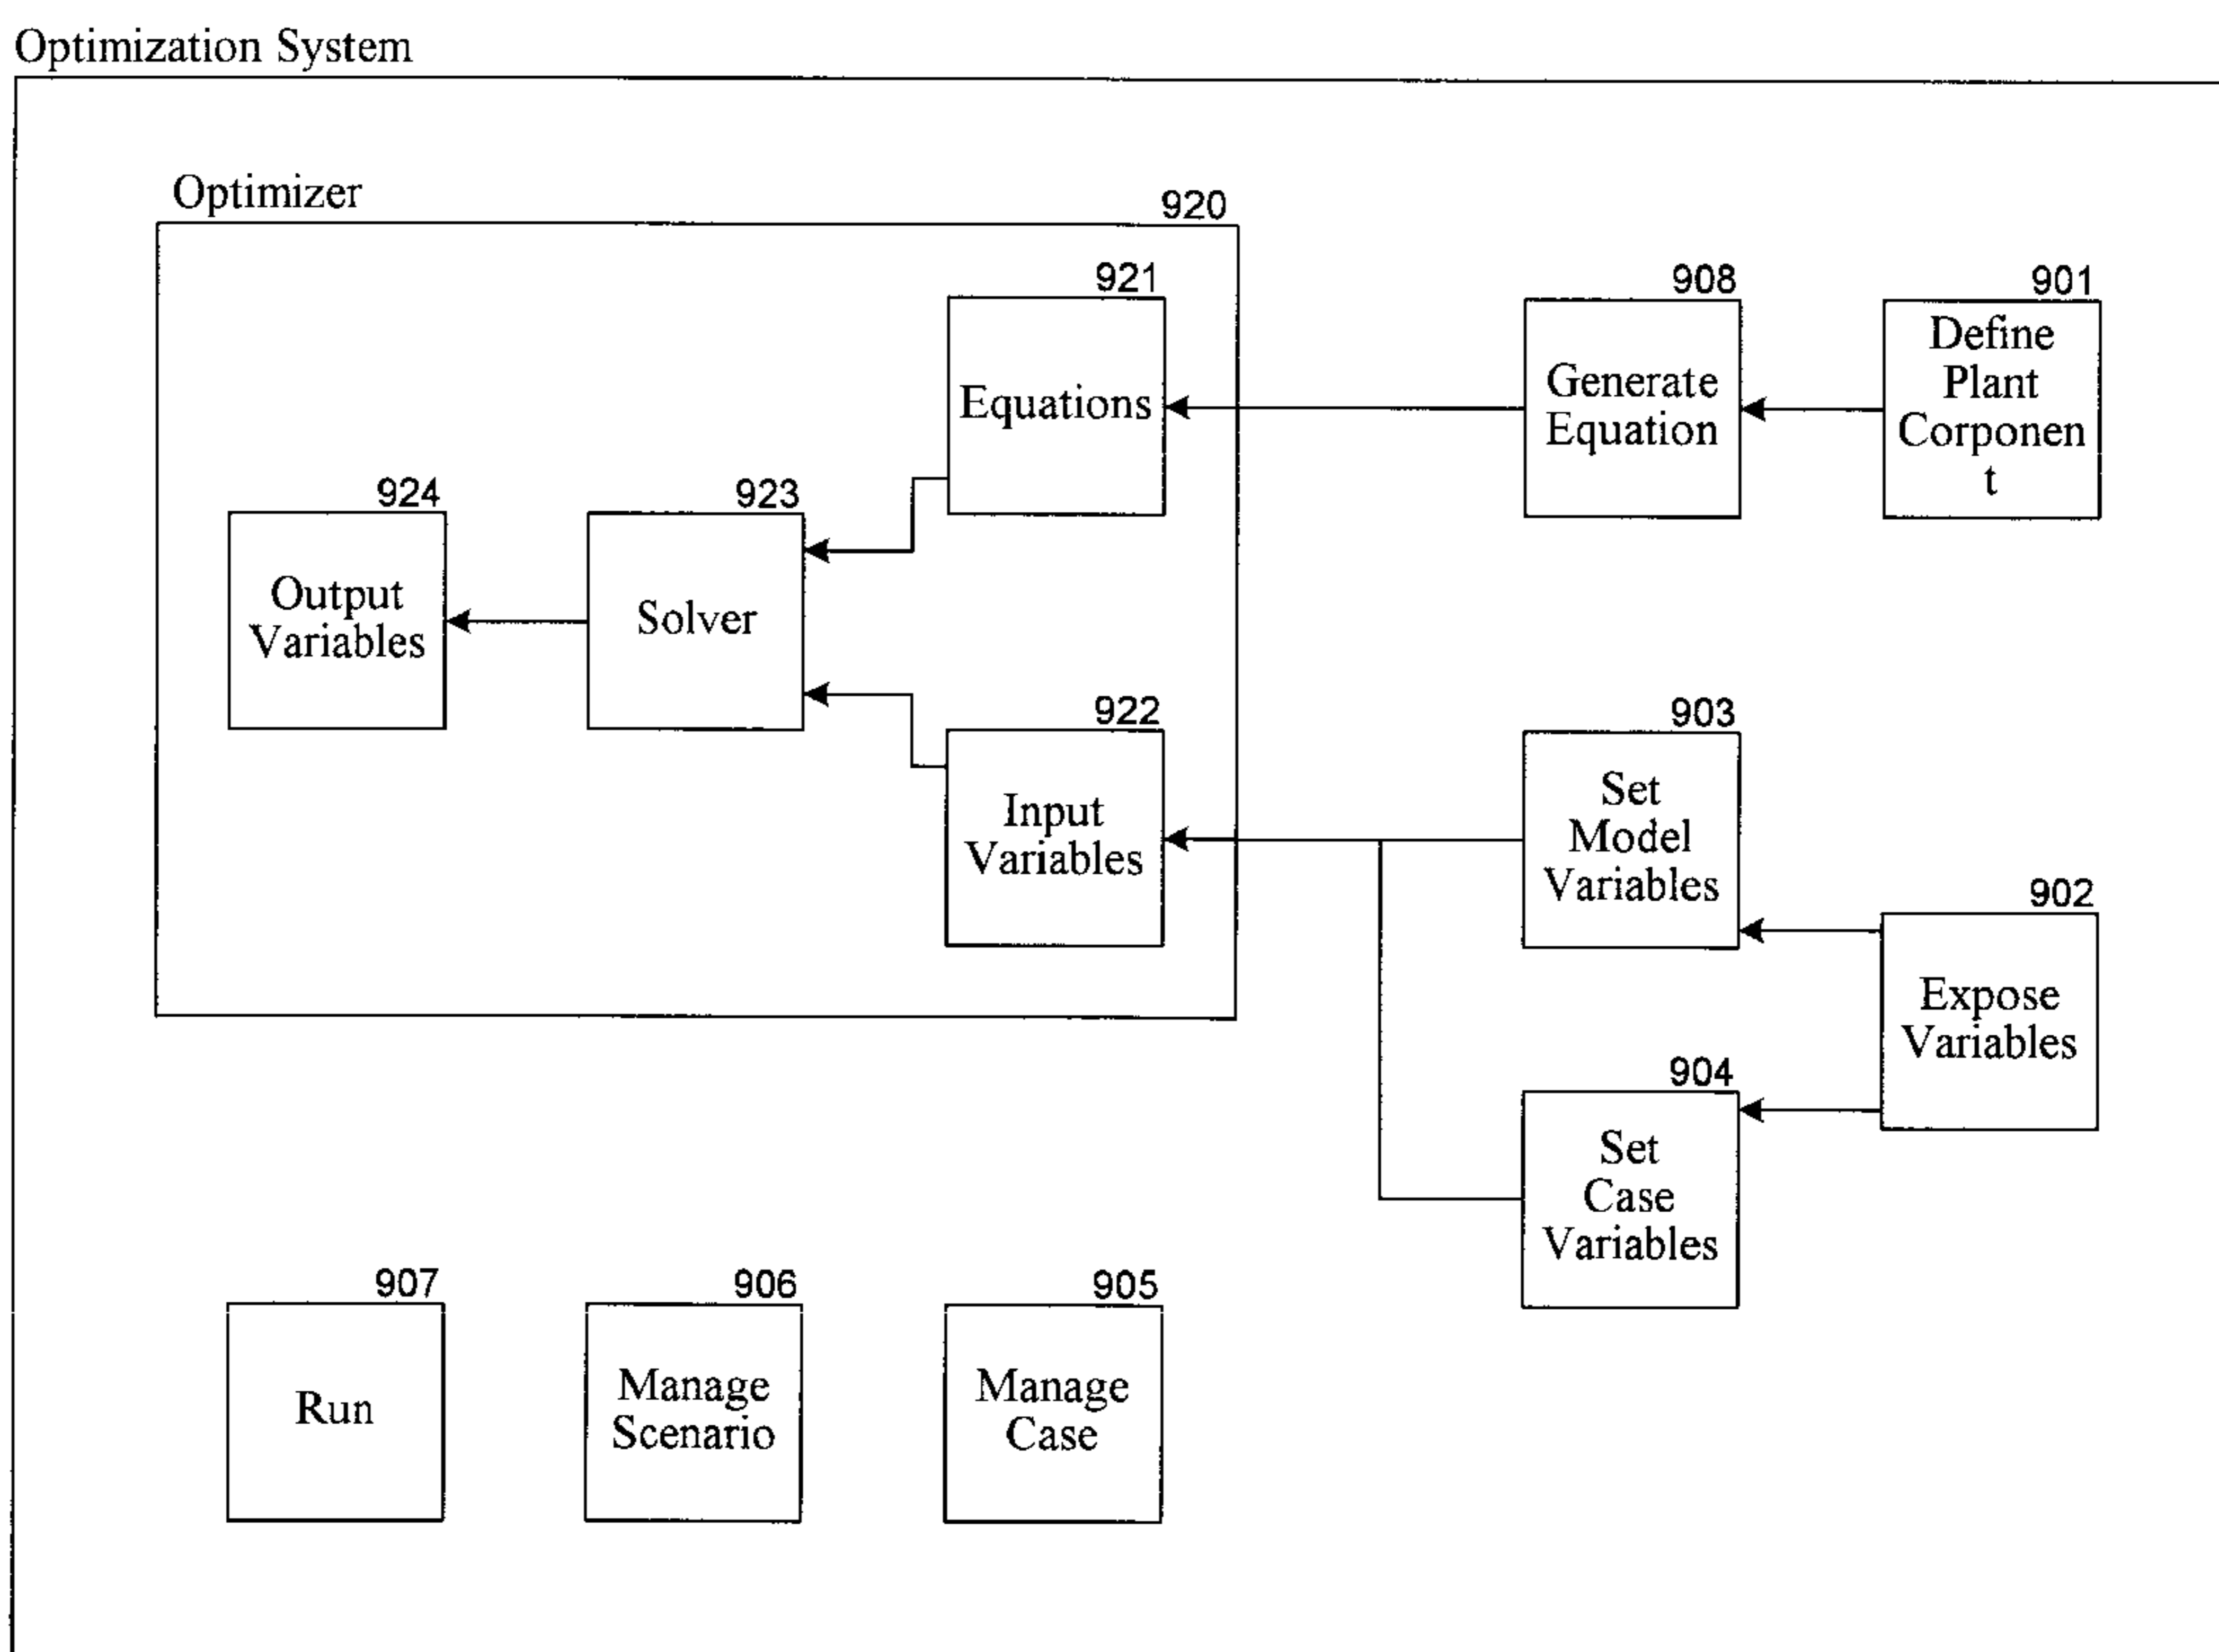 Optimization System
Optimizer
920
921
Equations
908
Generate
Equation
901
Define
Plant
Corponen
t
924
Output
Variables
923
Solver
922
Input
Variables
903
Set
Model
Variables
902
Expose
Variables
904
Set
Case
Variables
907
Run
906
Manage
Scenario
905
Manage
Case